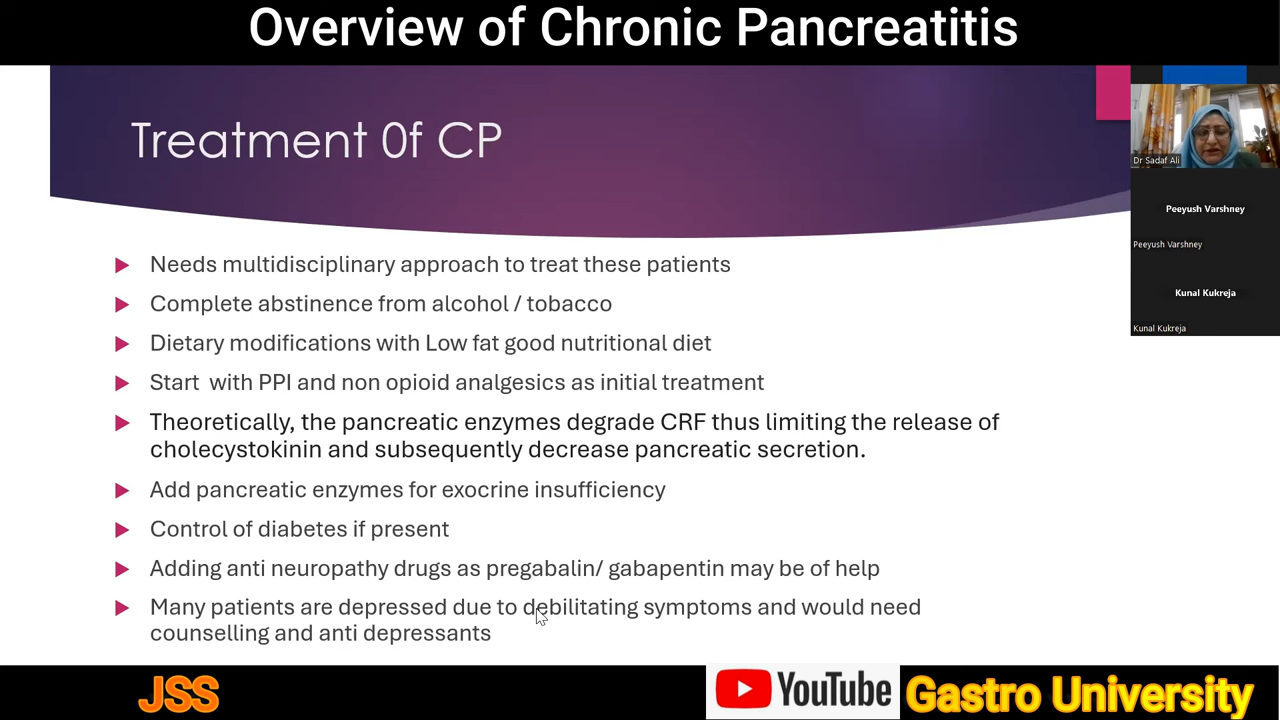 Overview of Chronic Pancreatitis
Treatment 0f CP
Dr Sadaf Ali
Peeyush Varshney
Peeyush Varshney
Kunal Kukreja
Kunal Kukreja
Needs multidisciplinary approach to treat these patients
Complete abstinence from alcohol / tobacco
Dietary modifications with Low fat good nutritional diet
Start with PPI and non opioid analgesics as initial treatment
Theoretically, the pancreatic enzymes degrade CRF thus limiting the release of
cholecystokinin and subsequently decrease pancreatic secretion.
Add pancreatic enzymes for exocrine insufficiency
Control of diabetes if present
Adding anti neuropathy drugs as pregabalin/ gabapentin may be of help
Many patients are depressed due to debilitating symptoms and would need
counselling and anti depressants
JSS
YouTube
Gastro University